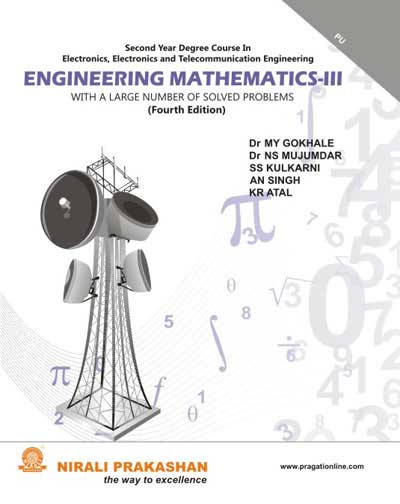 PU
Second Year Degree Course In
Electronics, Electronics and Telecommunication Engineering
ENGINEERING MATHEMATICS-III
WITH A LARGE NUMBER OF SOLVED PROBLEMS
(Fourth Edition)
Dr MY GOKHALE
Dr NS MUJUMDAR
SS KULKARNI
AN SINGH
KR ATAL
NIRALI PRAKASHAN
the way to excellence
www.pragationline.com